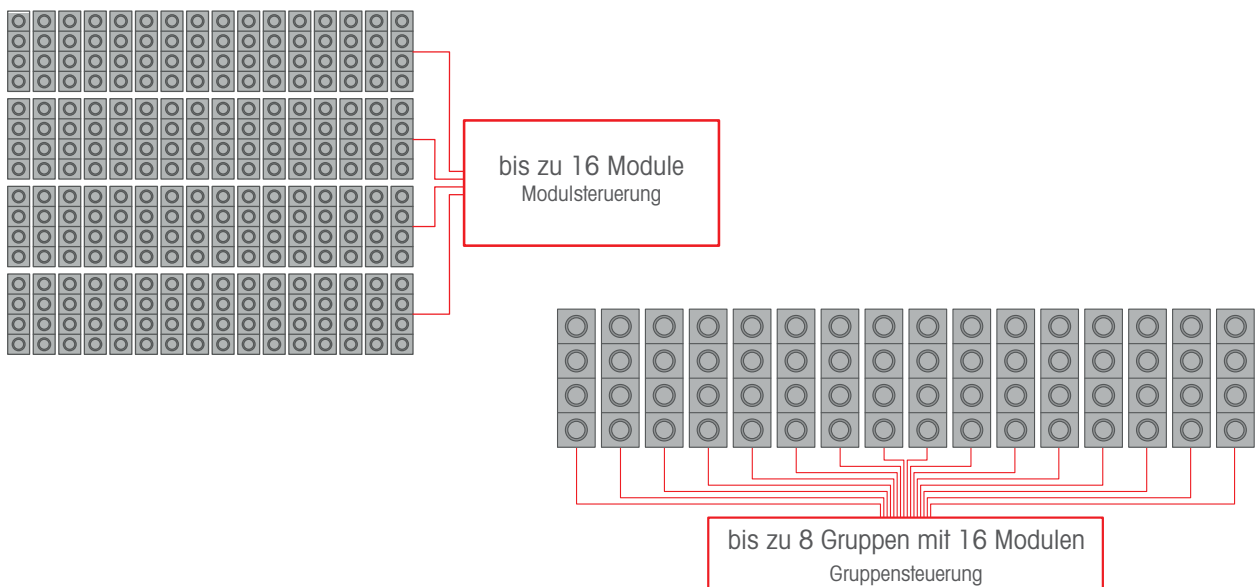 bis zu 16 Module
Modulsteruerung
bis zu 8 Gruppen mit 16 Modulen
Gruppensteuerung